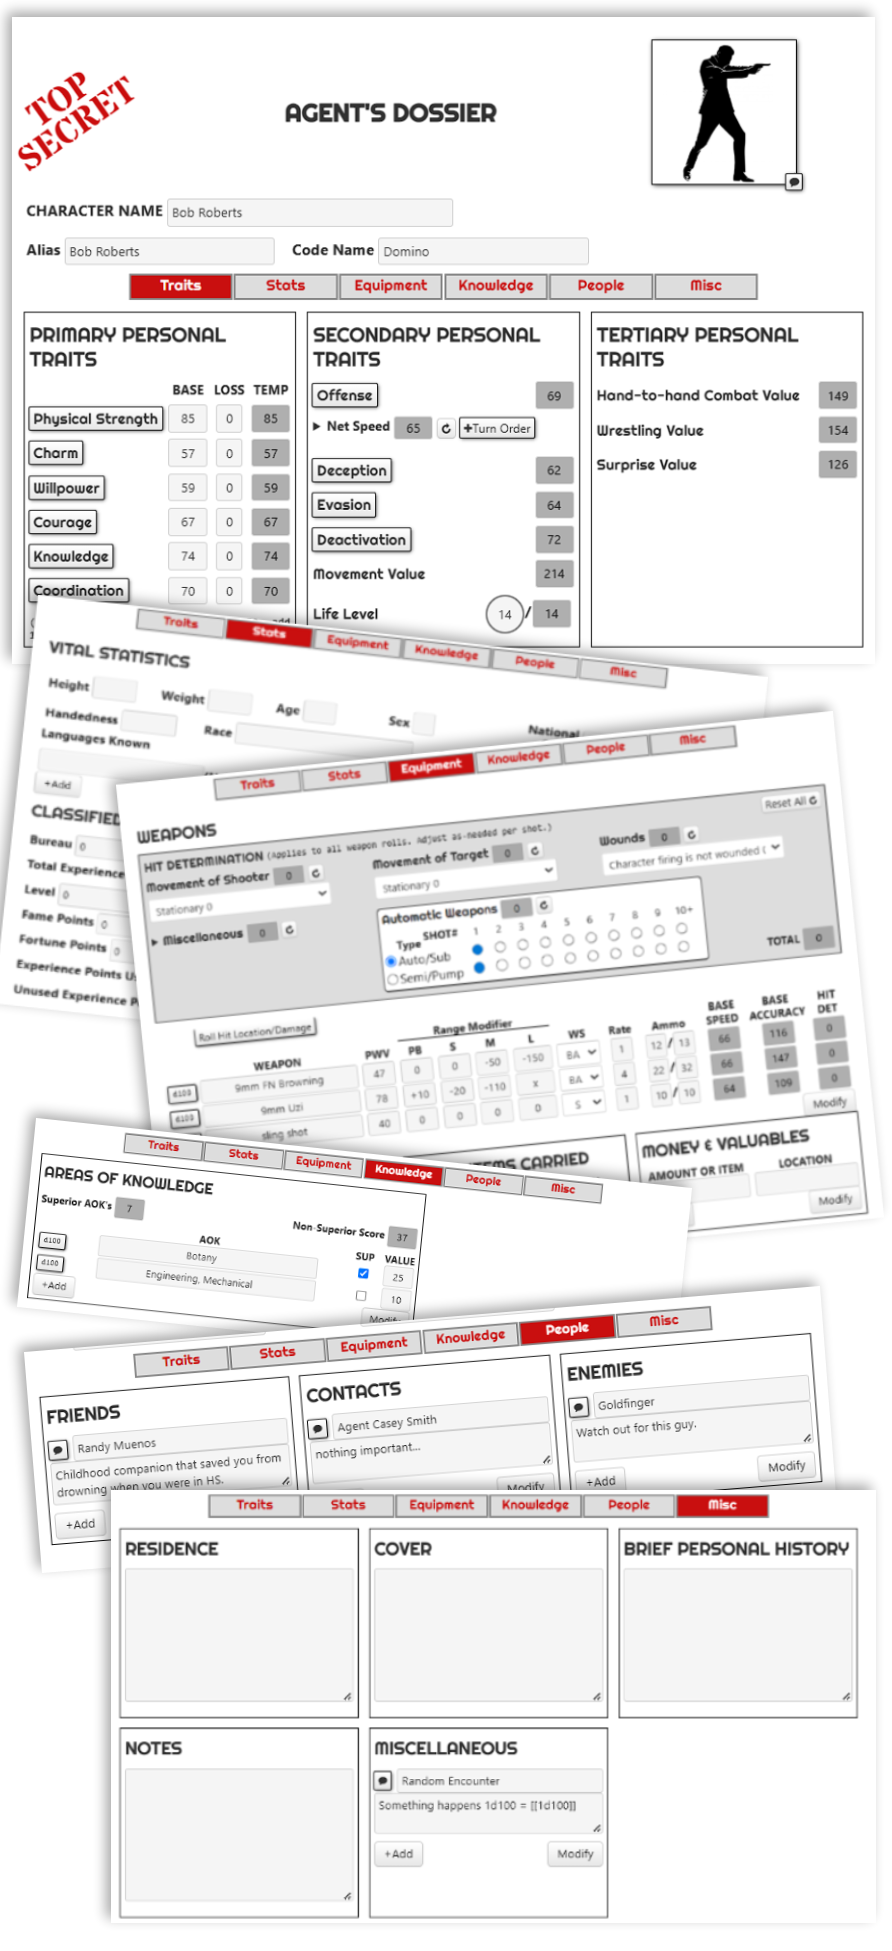 TOP
SECRET
AGENT'S DOSSIER
CHARACTER NAME Bob Roberts
Alias Bob Roberts Code Name Domino
Traits Stats Equipment Knowledge People Misc
PRIMARY PERSONAL
TRAITS
BASE LOSS TEMP
Physical Strength 85 0 85
Charm 57 0 57
Willpower 59 0 59
Courage 67 0 67
Knowledge 74 0 74
Coordination 70 0 70
SECONDARY PERSONAL
TRAITS
Offense 69
Net Speed 65 +Turn Order
Deception 62
Evasion 64
Deactivation 72
Movement Value 214
Life Level 14 / 14
TERTIARY PERSONAL
TRAITS
Hand-to-hand Combat Value 149
Wrestling Value 154
Surprise Value 126
Traits Stats Equipment Knowledge People Misc
VITAL STATISTICS
Height Weight Age Sex
Handedness Race National
Languages Known
+Add
CLASSIFIED
Bureau 0
Total Experience
Level 0
Fame Points 0
Fortune Points 0
Experience Points
Unused Experience
Traits Stats Equipment Knowledge People Misc
WEAPONS
Reset All
HIT DETERMINATION (Applies to all weapon rolls. Adjust as-needed per shot.)
Movement of Shooter 0
Stationary 0
Movement of Target 0
Stationary 0
Wounds 0
Character firing is not wounded (
Miscellaneous 0
Automatic Weapons 0
SHOT# 1 2 3 4 5 6 7 8 9 10+
Type
Auto/Sub
Semi/Pump
TOTAL 0
Roll Hit Location/Damage
Range Modifier
WEAPON PWV PB S M L WS Rate Ammo BASE SPEED BASE ACCURACY HIT DET
d100 9mm FN Browning 47 0 0 -50 -150 BA 1 12 / 13 66 116 0
d100 9mm Uzi 78 +10 -20 -110 x BA 4 22 / 32 66 147 0
sling shot 40 0 0 0 0 S 1 10 / 10 64 109 0
Modify
ITEMS CARRIED
MONEY & VALUABLES
AMOUNT OR ITEM LOCATION
Modify
Traits Stats Equipment Knowledge People Misc
AREAS OF KNOWLEDGE
Superior AOK's 7
Non-Superior Score 37
AOK SUP VALUE
d100 Botany 25
d100 Engineering, Mechanical 10
+Add
Traits Stats Equipment Knowledge People Misc
FRIENDS
Randy Muenos
Childhood companion that saved you from
drowning when you were in HS.
+Add
CONTACTS
Agent Casey Smith
nothing important...
Modify
ENEMIES
Goldfinger
Watch out for this guy.
+Add Modify
Traits Stats Equipment Knowledge People Misc
RESIDENCE
COVER
BRIEF PERSONAL HISTORY
NOTES
MISCELLANEOUS
Random Encounter
Something happens 1d100 = [[1d100]]
+Add Modify